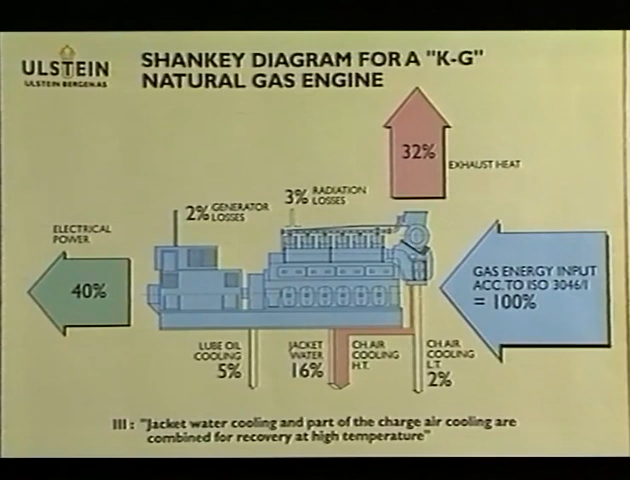 ULSTEIN
ULSTEIN BERGEN AS
SHANKEY DIAGRAM FOR A "K-G"
NATURAL GAS ENGINE
32%
EXHAUST HEAT
3% RADIATION
LOSSES
2% GENERATOR
LOSSES
ELECTRICAL
POWER
40%
GAS ENERGY INPUT
ACC. TO ISO 3046/I
= 100%
LUBE OIL
COOLING
5%
JACKET
WATER
16%
CH.AIR
COOLING
H.T.
CH.AIR
COOLING
L.T.
2%
III: "Jacket water cooling and part of the charge air cooling are
combined for recovery at high temperature"